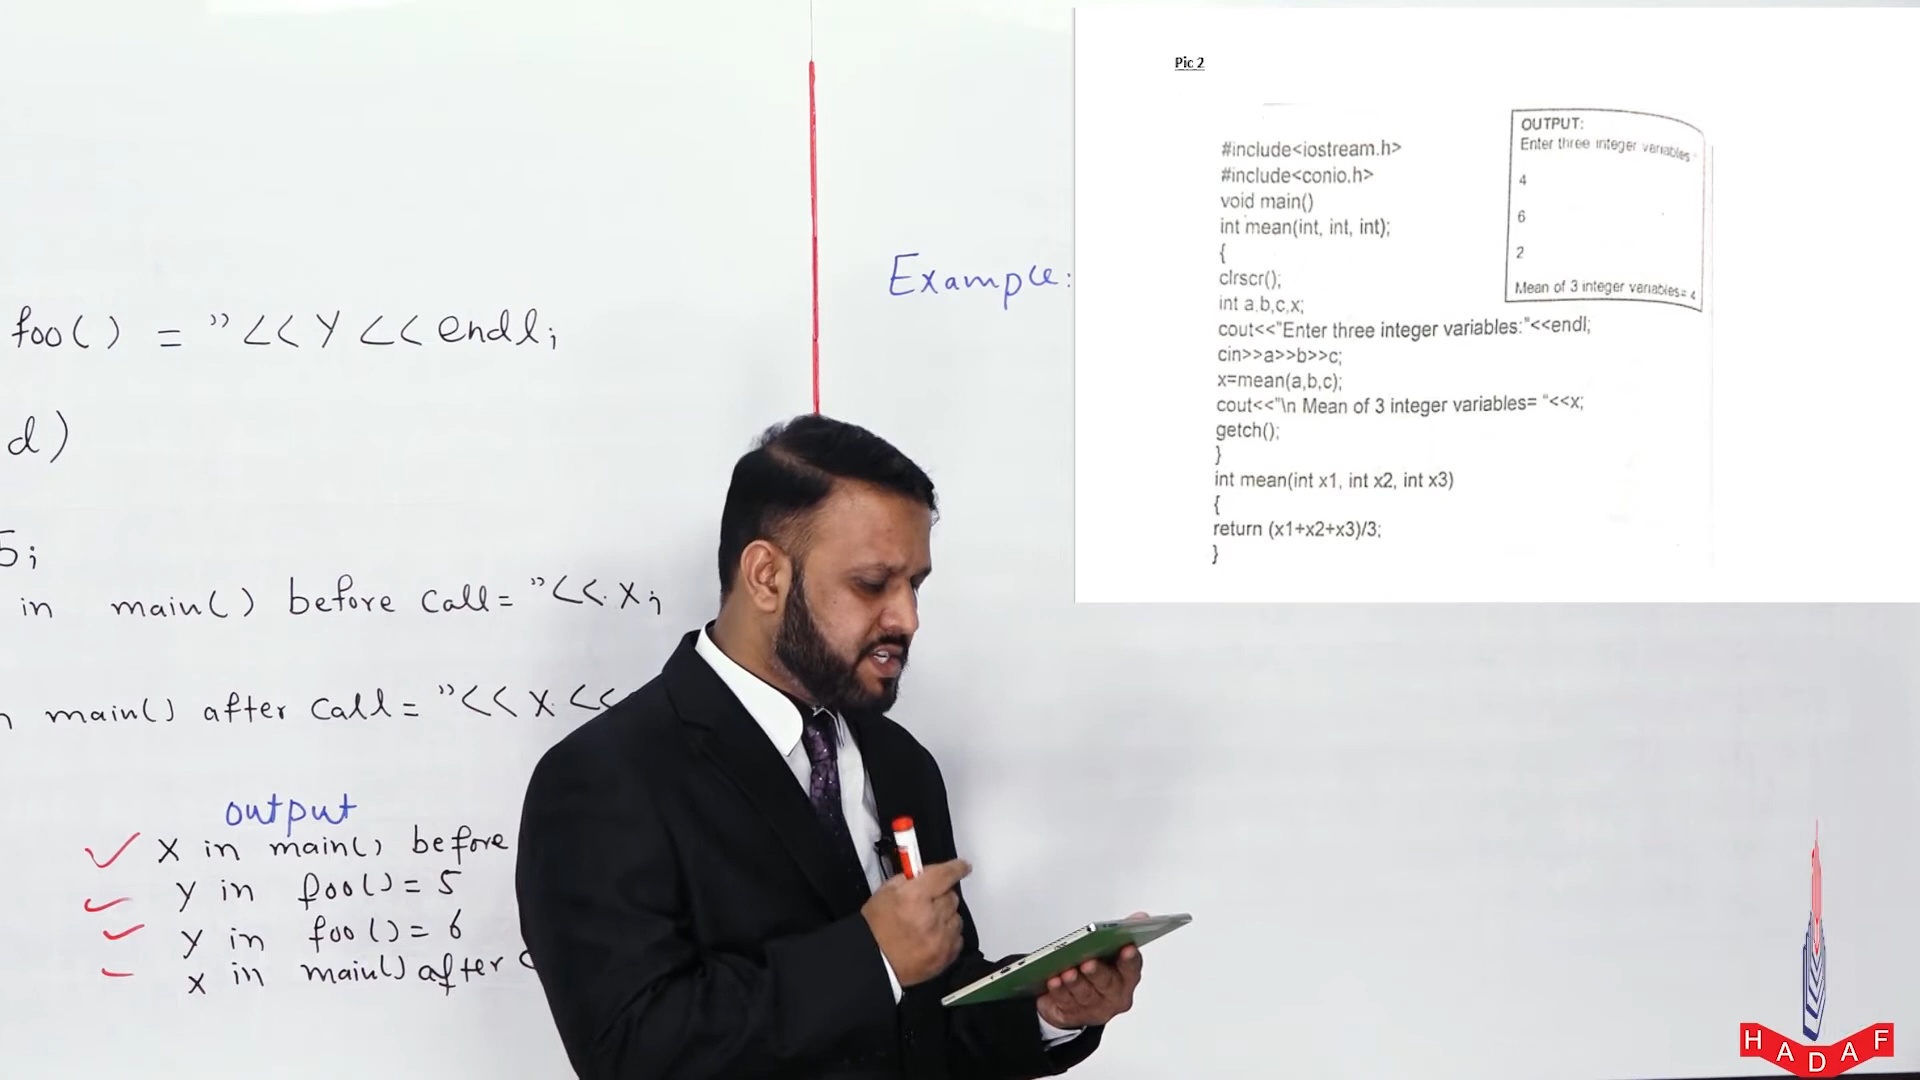 foo() = ”<< Y << endl;
d)
5;
in main() before call= ”<< x;
main() after call= ”<< x <<
output
x in main() before
y in foo()= 5
y in foo()= 6
x in main() after
Example:
Pic 2
#include<iostream.h>
#include<conio.h>
void main()
int mean(int, int, int);
{
clrscr();
int a,b,c,x;
cout<<"Enter three integer variables:"<<endl;
cin>>a>>b>>c;
x=mean(a,b,c);
cout<<"\n Mean of 3 integer variables= “<<x;
getch();
}
int mean(int x1, int x2, int x3)
{
return (x1+x2+x3)/3;
}
OUTPUT:
Enter three integer variables
4
6
2
Mean of 3 integer variables= 4
HADAF